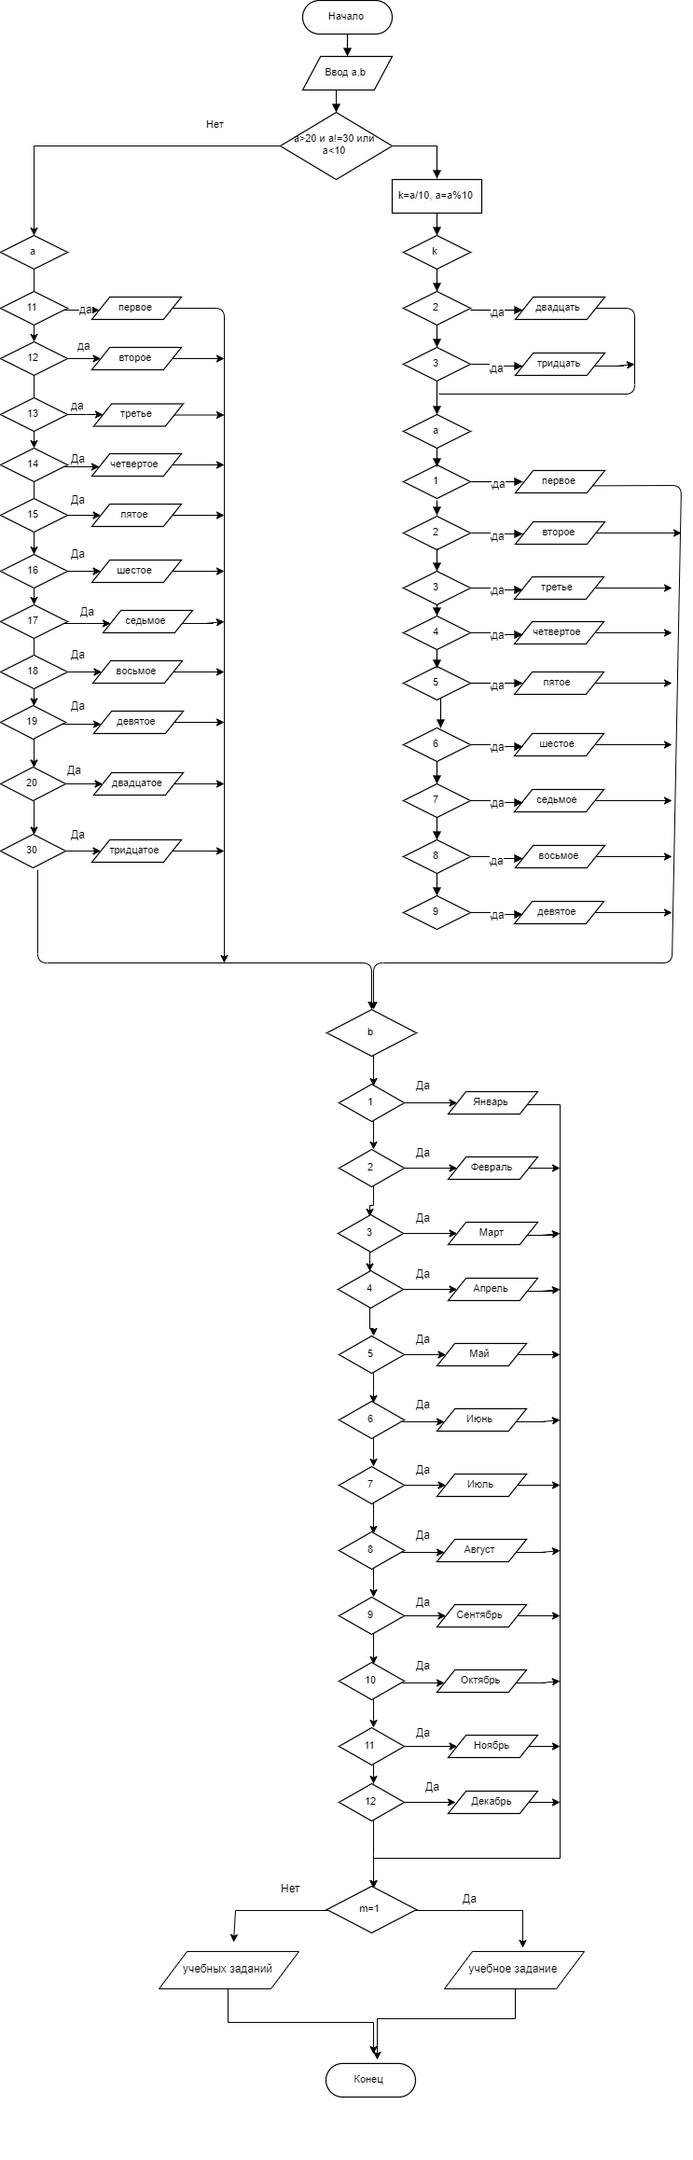 Начало
Ввод a,b
Нет
a>20 и a!=30 или
a<10
k=a/10, a=a%10
a
k
11
да
первое
2
да
двадцать
12
да
второе
3
да
тридцать
13
да
третье
a
14
Да
четвертое
1
да
первое
15
Да
пятое
2
да
второе
16
Да
шестое
3
да
третье
17
Да
седьмое
4
да
четвертое
18
Да
восьмое
5
да
пятое
19
Да
девятое
6
да
шестое
20
Да
двадцатое
7
да
седьмое
30
Да
тридцатое
8
да
восьмое
9
да
девятое
b
1
Да
Январь
2
Да
Февраль
3
Да
Март
4
Да
Апрель
5
Да
Май
6
Да
Июнь
7
Да
Июль
8
Да
Август
9
Да
Сентябрь
10
Да
Октябрь
11
Да
Ноябрь
12
Да
Декабрь
Нет
m=1
Да
учебных заданий
учебное задание
Конец